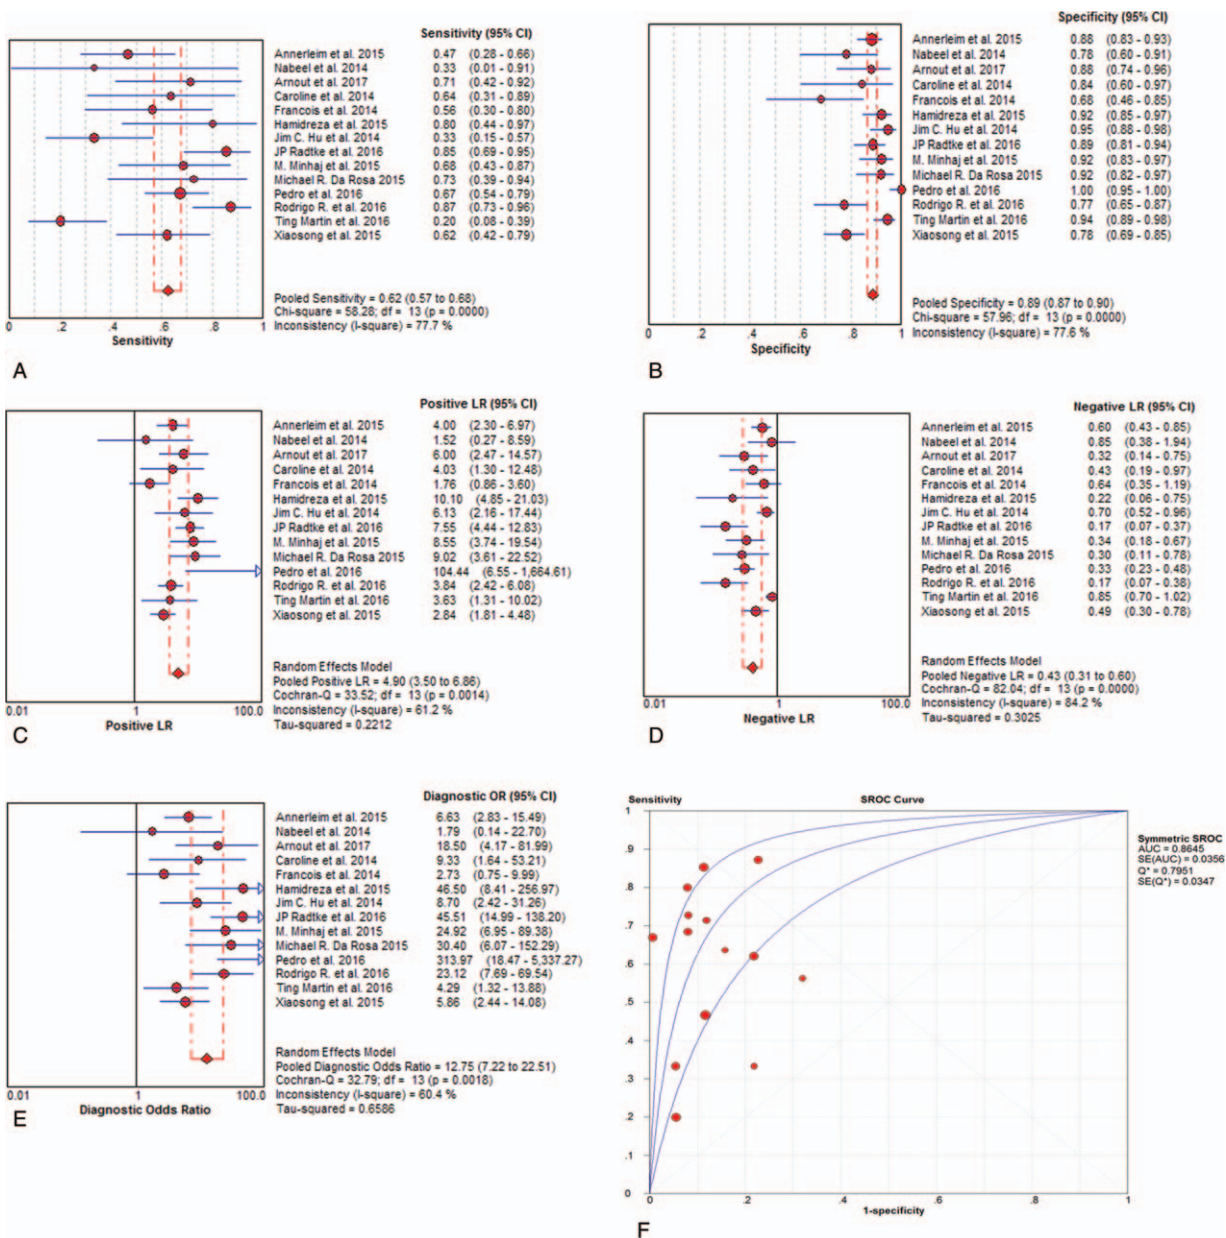 Sensitivity (95% CI)
Annerleim et al. 2015 0.47 (0.28 - 0.66)
Nabeel et al. 2014 0.33 (0.01 - 0.91)
Arnout et al. 2017 0.71 (0.42 - 0.92)
Caroline et al. 2014 0.64 (0.31 - 0.89)
Francois et al. 2014 0.56 (0.30 - 0.80)
Hamidreza et al. 2015 0.80 (0.44 - 0.97)
Jim C. Hu et al. 2014 0.33 (0.15 - 0.57)
JP Radtke et al. 2016 0.85 (0.69 - 0.95)
M. Minhaj et al. 2015 0.68 (0.43 - 0.87)
Michael R. Da Rosa 2015 0.73 (0.39 - 0.94)
Pedro et al. 2016 0.67 (0.54 - 0.79)
Rodrigo R. et al. 2016 0.87 (0.73 - 0.96)
Ting Martin et al. 2016 0.20 (0.08 - 0.39)
Xiaosong et al. 2015 0.62 (0.42 - 0.79)
Pooled Sensitivity = 0.62 (0.57 to 0.68)
Chi-square = 58.28; df = 13 (p = 0.0000)
Inconsistency (I-square) = 77.7 %
0 .2 .4 .6 .8 1
Sensitivity
A
Specificity (95% CI)
Annerleim et al. 2015 0.88 (0.83 - 0.93)
Nabeel et al. 2014 0.78 (0.60 - 0.91)
Arnout et al. 2017 0.88 (0.74 - 0.96)
Caroline et al. 2014 0.84 (0.60 - 0.97)
Francois et al. 2014 0.68 (0.46 - 0.85)
Hamidreza et al. 2015 0.92 (0.85 - 0.97)
Jim C. Hu et al. 2014 0.95 (0.88 - 0.98)
JP Radtke et al. 2016 0.89 (0.81 - 0.94)
M. Minhaj et al. 2015 0.92 (0.83 - 0.97)
Michael R. Da Rosa 2015 0.92 (0.82 - 0.97)
Pedro et al. 2016 1.00 (0.95 - 1.00)
Rodrigo R. et al. 2016 0.77 (0.65 - 0.87)
Ting Martin et al. 2016 0.94 (0.89 - 0.98)
Xiaosong et al. 2015 0.78 (0.69 - 0.85)
Pooled Specificity = 0.89 (0.87 to 0.90)
Chi-square = 57.96; df = 13 (p = 0.0000)
Inconsistency (I-square) = 77.6 %
0 .2 .4 .6 .8 1
Specificity
B
Positive LR (95% CI)
Annerleim et al. 2015 4.00 (2.30 - 6.97)
Nabeel et al. 2014 1.52 (0.27 - 8.59)
Arnout et al. 2017 6.00 (2.47 - 14.57)
Caroline et al. 2014 4.03 (1.30 - 12.48)
Francois et al. 2014 1.76 (0.86 - 3.60)
Hamidreza et al. 2015 10.10 (4.85 - 21.03)
Jim C. Hu et al. 2014 6.13 (2.16 - 17.44)
JP Radtke et al. 2016 7.55 (4.44 - 12.83)
M. Minhaj et al. 2015 8.55 (3.74 - 19.54)
Michael R. Da Rosa 2015 9.02 (3.61 - 22.52)
Pedro et al. 2016 104.44 (6.55 - 1,664.61)
Rodrigo R. et al. 2016 3.84 (2.42 - 6.08)
Ting Martin et al. 2016 3.63 (1.31 - 10.02)
Xiaosong et al. 2015 2.84 (1.81 - 4.48)
Random Effects Model
Pooled Positive LR = 4.90 (3.50 to 6.86)
Cochran-Q = 33.52; df = 13 (p = 0.0014)
Inconsistency (I-square) = 61.2 %
Tau-squared = 0.2212
0.01 1 100.0
Positive LR
C
Negative LR (95% CI)
Annerleim et al. 2015 0.60 (0.43 - 0.85)
Nabeel et al. 2014 0.85 (0.38 - 1.94)
Arnout et al. 2017 0.32 (0.14 - 0.75)
Caroline et al. 2014 0.43 (0.19 - 0.97)
Francois et al. 2014 0.64 (0.35 - 1.19)
Hamidreza et al. 2015 0.22 (0.06 - 0.75)
Jim C. Hu et al. 2014 0.70 (0.52 - 0.96)
JP Radtke et al. 2016 0.17 (0.07 - 0.37)
M. Minhaj et al. 2015 0.34 (0.18 - 0.67)
Michael R. Da Rosa 2015 0.30 (0.11 - 0.78)
Pedro et al. 2016 0.33 (0.23 - 0.48)
Rodrigo R. et al. 2016 0.17 (0.07 - 0.38)
Ting Martin et al. 2016 0.85 (0.70 - 1.02)
Xiaosong et al. 2015 0.49 (0.30 - 0.78)
Random Effects Model
Pooled Negative LR = 0.43 (0.31 to 0.60)
Cochran-Q = 82.04; df = 13 (p = 0.0000)
Inconsistency (I-square) = 84.2 %
Tau-squared = 0.3025
0.01 1 100.0
Negative LR
D
Diagnostic OR (95% CI)
Annerleim et al. 2015 6.63 (2.83 - 15.49)
Nabeel et al. 2014 1.79 (0.14 - 22.70)
Arnout et al. 2017 18.50 (4.17 - 81.99)
Caroline et al. 2014 9.33 (1.64 - 53.21)
Francois et al. 2014 2.73 (0.75 - 9.99)
Hamidreza et al. 2015 46.50 (8.41 - 256.97)
Jim C. Hu et al. 2014 8.70 (2.42 - 31.26)
JP Radtke et al. 2016 45.51 (14.99 - 138.20)
M. Minhaj et al. 2015 24.92 (6.95 - 89.38)
Michael R. Da Rosa 2015 30.40 (6.07 - 152.29)
Pedro et al. 2016 313.97 (18.47 - 5,337.27)
Rodrigo R. et al. 2016 23.12 (7.69 - 69.54)
Ting Martin et al. 2016 4.29 (1.32 - 13.88)
Xiaosong et al. 2015 5.86 (2.44 - 14.08)
Random Effects Model
Pooled Diagnostic Odds Ratio = 12.75 (7.22 to 22.51)
Cochran-Q = 32.79; df = 13 (p = 0.0018)
Inconsistency (I-square) = 60.4 %
Tau-squared = 0.6586
0.01 1 100.0
Diagnostic Odds Ratio
E
Sensitivity SROC Curve
1
.9
.8
.7
.6
.5
.4
.3
.2
.1
0
0 .2 .4 .6 .8 1
1-specificity
Symmetric SROC
AUC = 0.8645
SE(AUC) = 0.0356
Q* = 0.7951
SE(Q*) = 0.0347
F